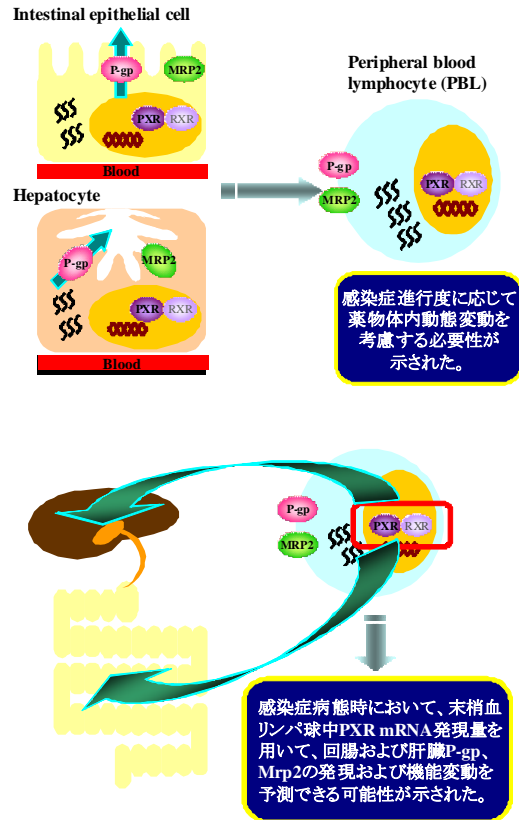 Intestinal epithelial cell
P-gp
MRP2
PXR
RXR
Blood
Hepatocyte
P-gp
MRP2
PXR
RXR
Blood
Peripheral blood
lymphocyte (PBL)
P-gp
MRP2
PXR
RXR
感染症進行度に応じて
薬物体内動態変動を
考慮する必要性が
示された。
P-gp
MRP2
PXR
RXR
感染症病態時において、末梢血
リンパ球中PXR mRNA発現量を
用いて、回腸および肝臓P-gp、
Mrp2の発現および機能変動を
予測できる可能性が示された。